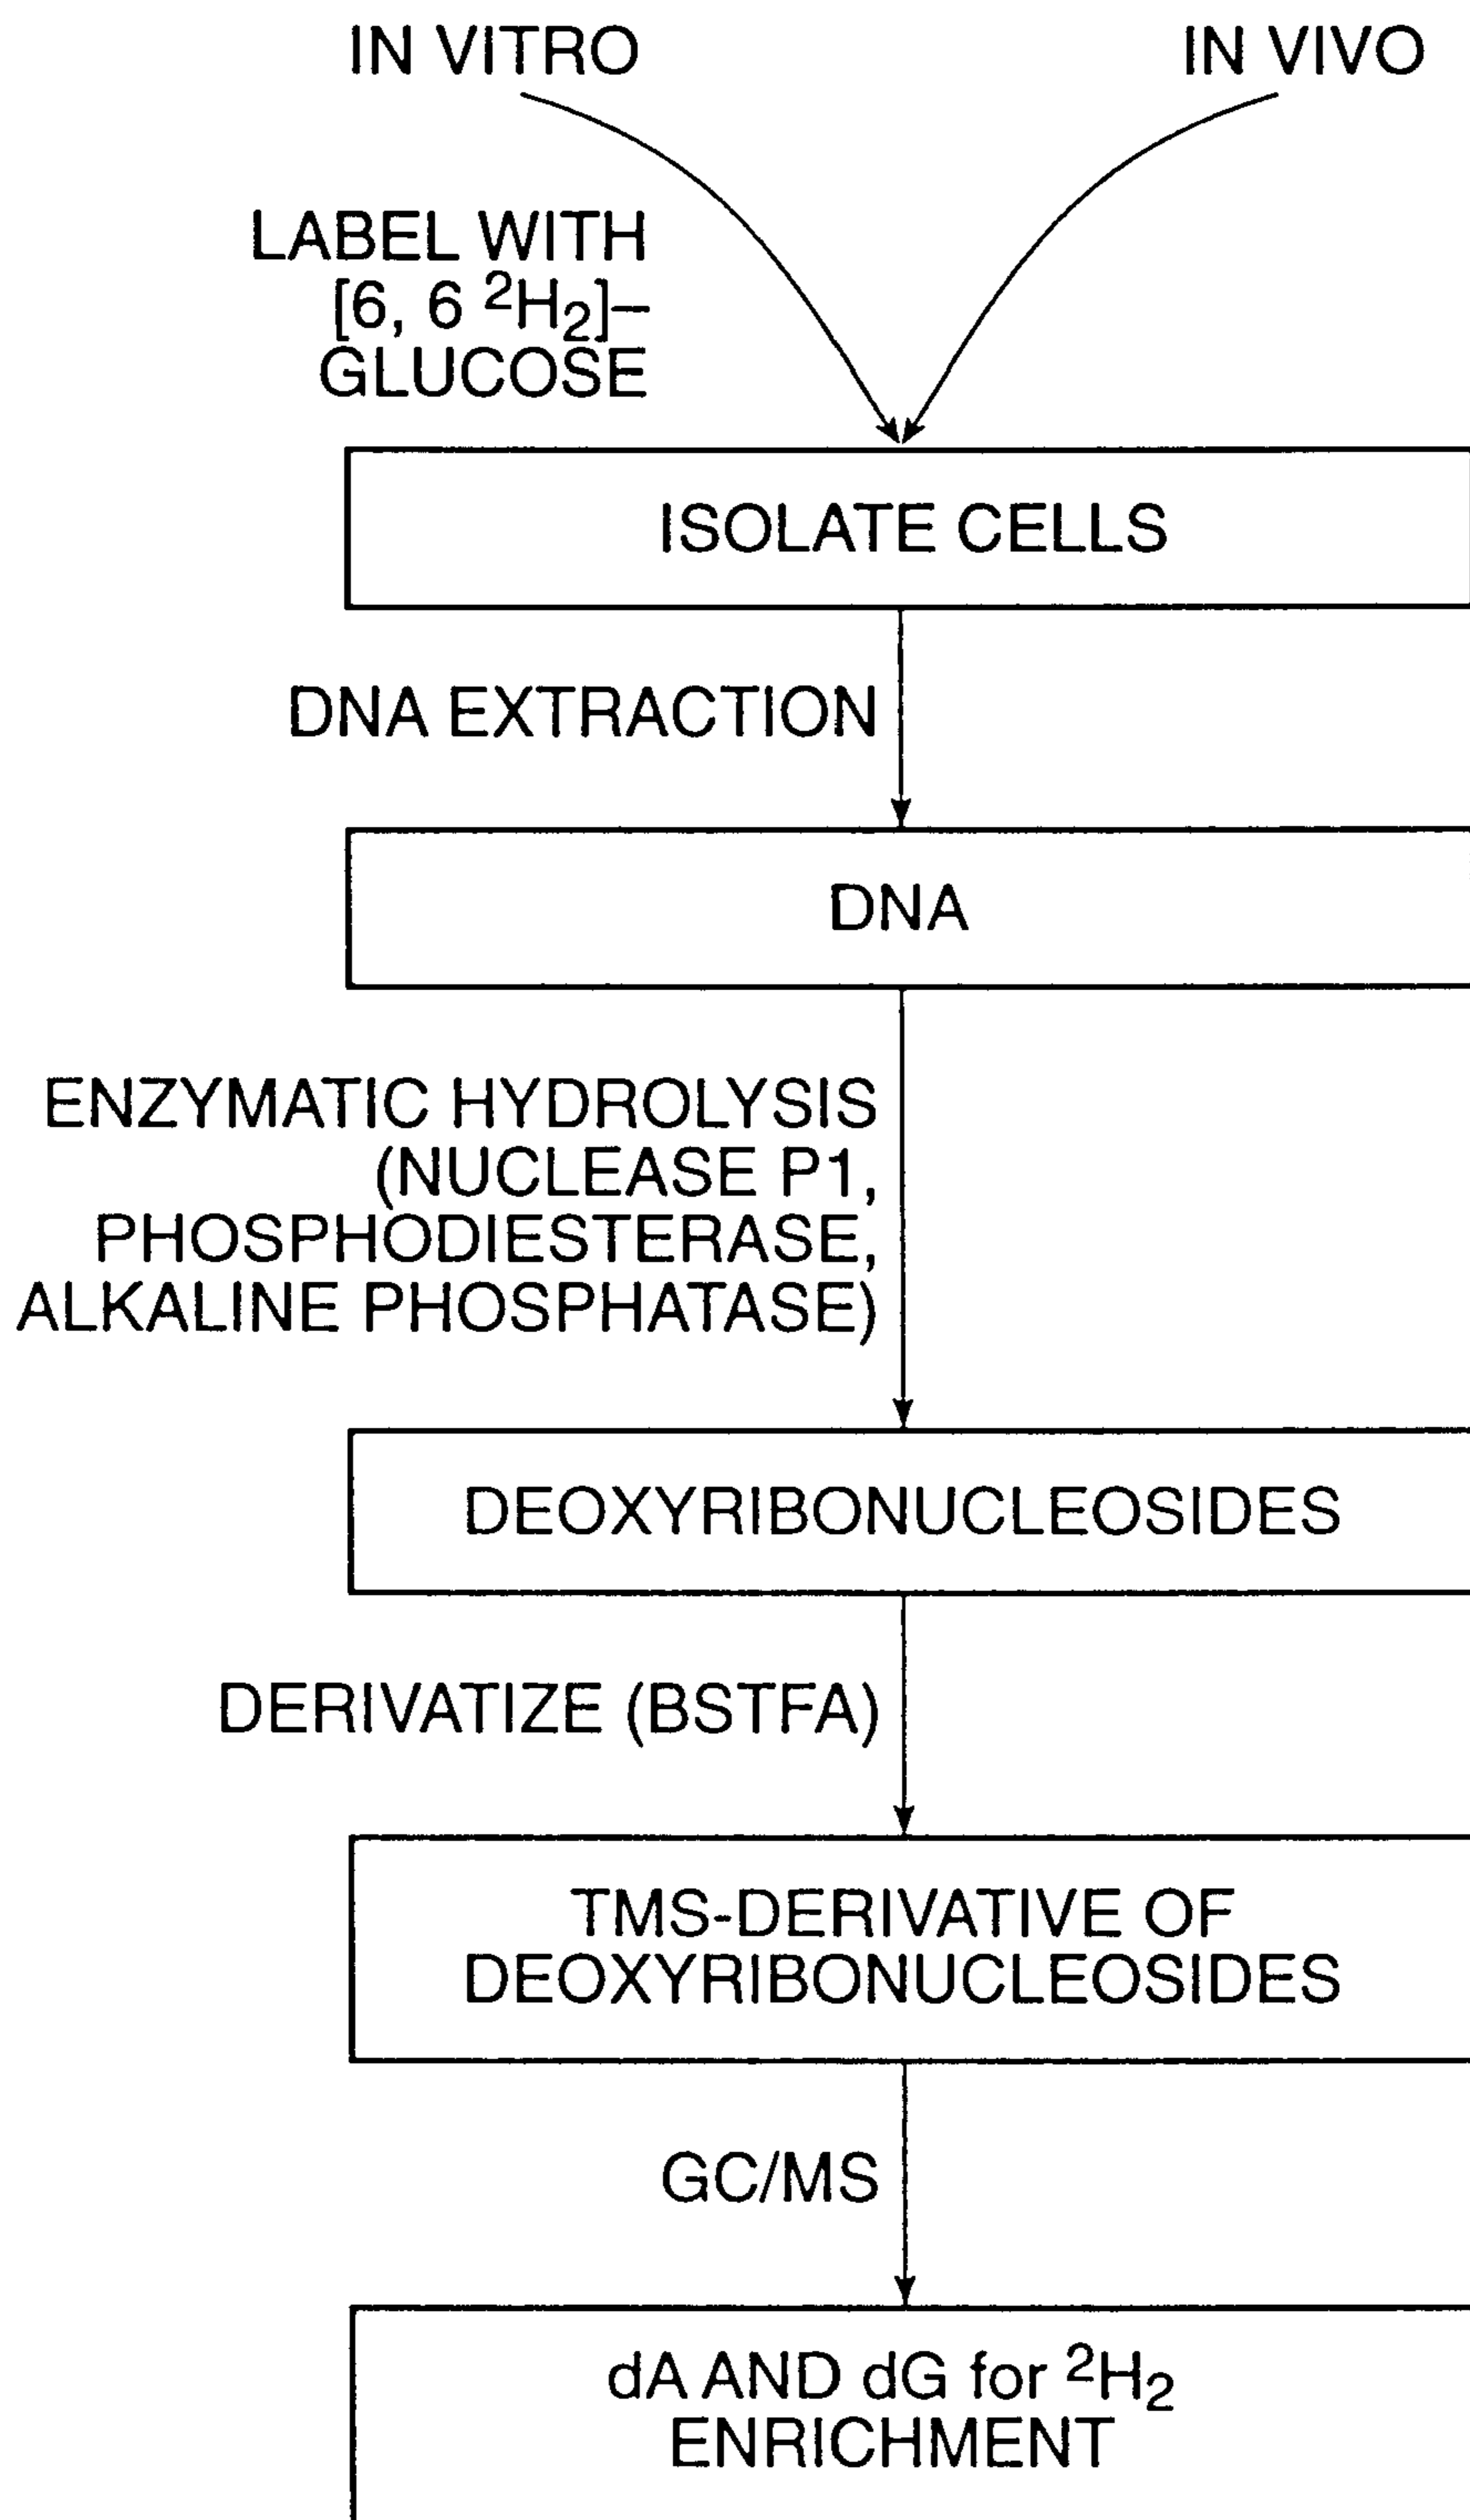 IN VITRO
IN VIVO
LABEL WITH
[6, 6 ²H₂]–
GLUCOSE
ISOLATE CELLS
DNA EXTRACTION
DNA
ENZYMATIC HYDROLYSIS
(NUCLEASE P1,
PHOSPHODIESTERASE,
ALKALINE PHOSPHATASE)
DEOXYRIBONUCLEOSIDES
DERIVATIZE (BSTFA)
TMS-DERIVATIVE OF
DEOXYRIBONUCLEOSIDES
GC/MS
dA AND dG for ²H₂
ENRICHMENT